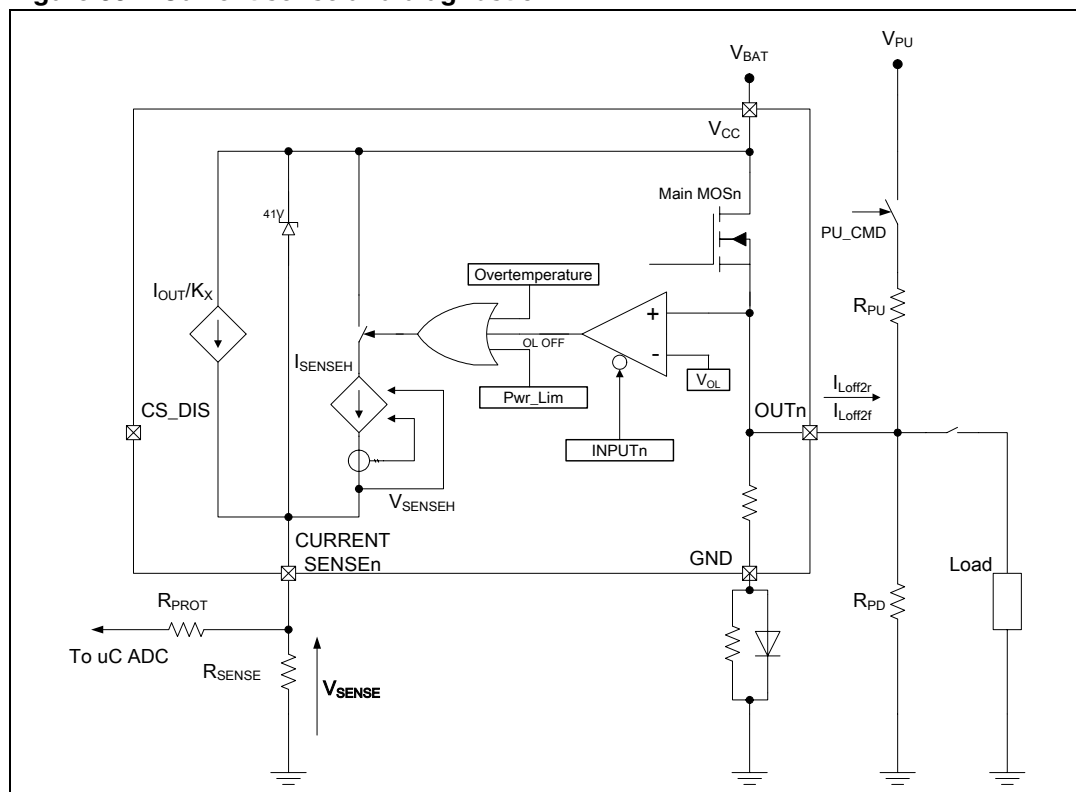 V_BAT
V_PU
V_CC
Main MOSn
41V
PU_CMD
Overtemperature
I_OUT/K_X
R_PU
+
OL OFF
-
I_SENSEH
V_OL
Pwr_Lim
I_Loff2r
CS_DIS
OUTn
I_Loff2f
INPUTn
V_SENSEH
CURRENT
SENSEn
GND
Load
R_PROT
R_PD
To uC ADC
R_SENSE
V_SENSE